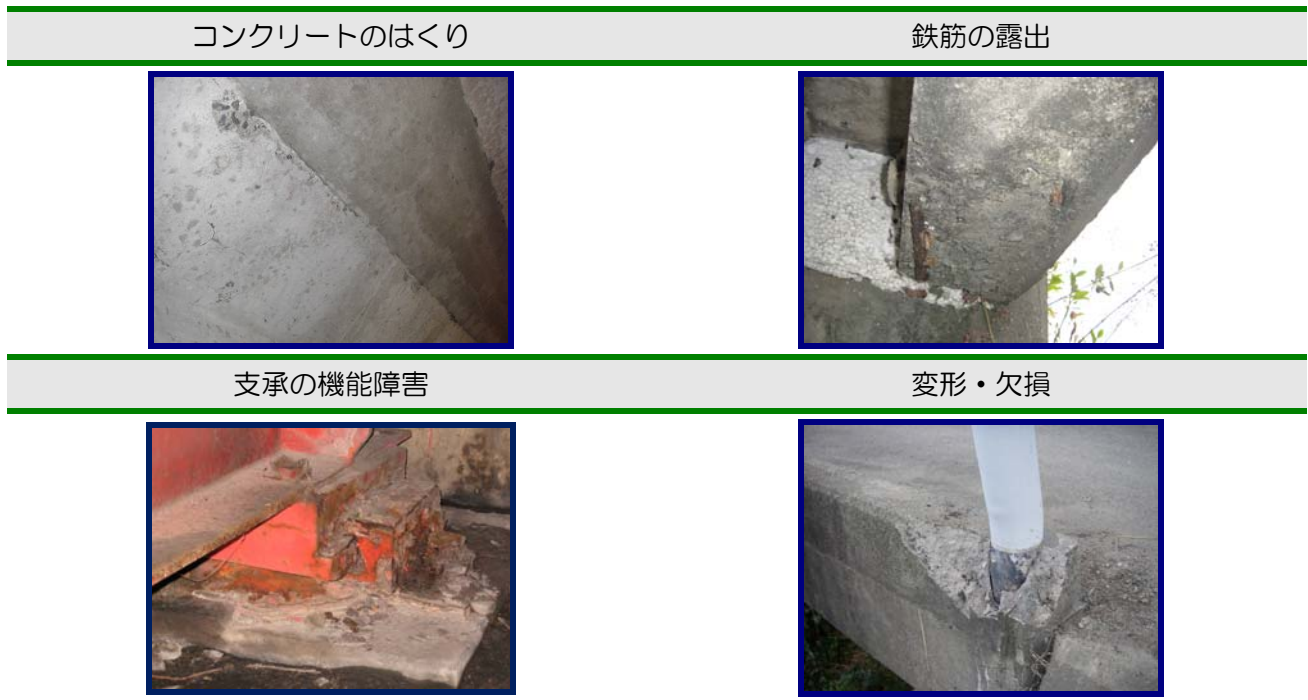 コンクリートのはくり
鉄筋の露出
支承の機能障害
変形・欠損